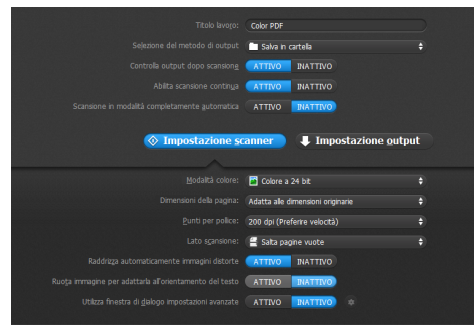 Titolo lavoro: Color PDF
Selezione del metodo di output Salva in cartella
Controlla output dopo scansione ATTIVO INATTIVO
Abilita scansione continua ATTIVO INATTIVO
Scansione in modalità completamente automatica ATTIVO INATTIVO
Impostazione scanner Impostazione output
Modalità colore: Colore a 24 bit
Dimensioni della pagina: Adatta alle dimensioni originarie
Punti per pollice: 200 dpi (Preferire velocità)
Lato scansione: Salta pagine vuote
Raddrizza automaticamente immagini distorte ATTIVO INATTIVO
Ruota immagine per adattarla all'orientamento del testo ATTIVO INATTIVO
Utilizza finestra di dialogo impostazioni avanzate ATTIVO INATTIVO